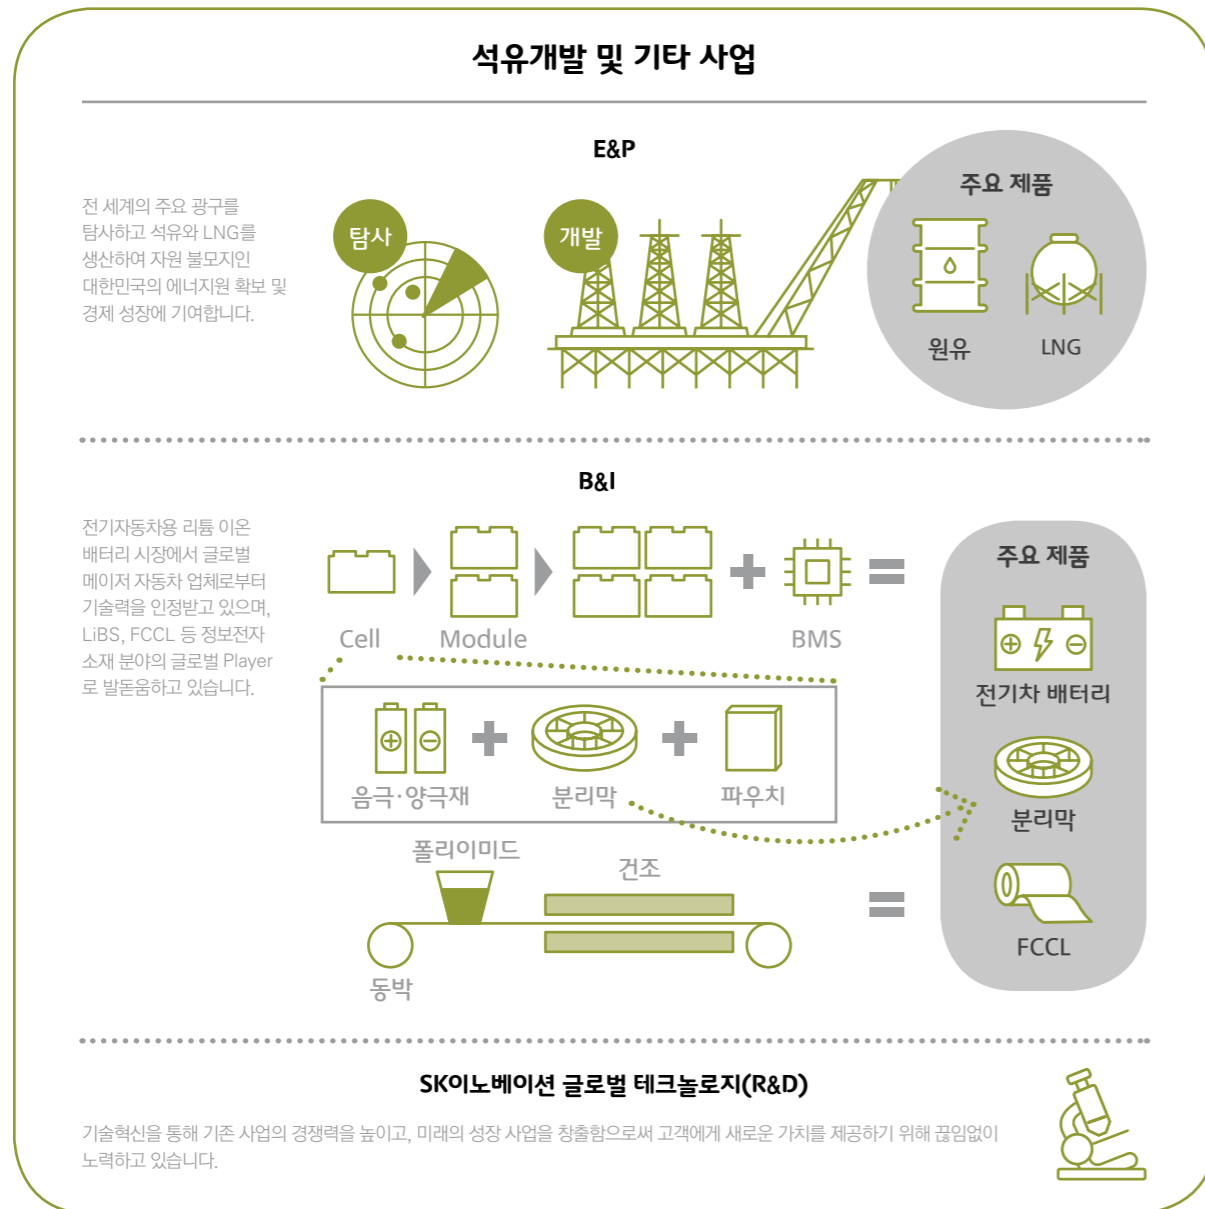 석유개발 및 기타 사업
E&P
전 세계의 주요 광구를
탐사하고 석유와 LNG를
생산하여 자원 불모지인
대한민국의 에너지원 확보 및
경제 성장에 기여합니다.
탐사
개발
주요 제품
원유
LNG
B&I
전기자동차용 리튬 이온
배터리 시장에서 글로벌
메이저 자동차 업체로부터
기술력을 인정받고 있으며,
LiBS, FCCL 등 정보전자
소재 분야의 글로벌 Player
로 발돋움하고 있습니다.
Cell
Module
BMS
음극·양극재
분리막
파우치
폴리이미드
건조
동박
주요 제품
전기차 배터리
분리막
FCCL
SK이노베이션 글로벌 테크놀로지(R&D)
기술혁신을 통해 기존 사업의 경쟁력을 높이고, 미래의 성장 사업을 창출함으로써 고객에게 새로운 가치를 제공하기 위해 끊임없이
노력하고 있습니다.